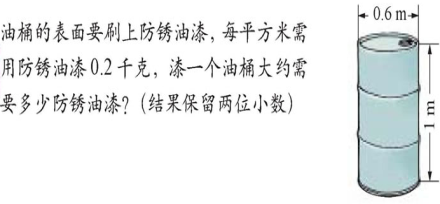 油桶的表面要刷上防锈油漆，每平方米需
用防锈油漆0.2千克，漆一个油桶大约需
要多少防锈油漆？（结果保留两位小数）
0.6 m
1 m